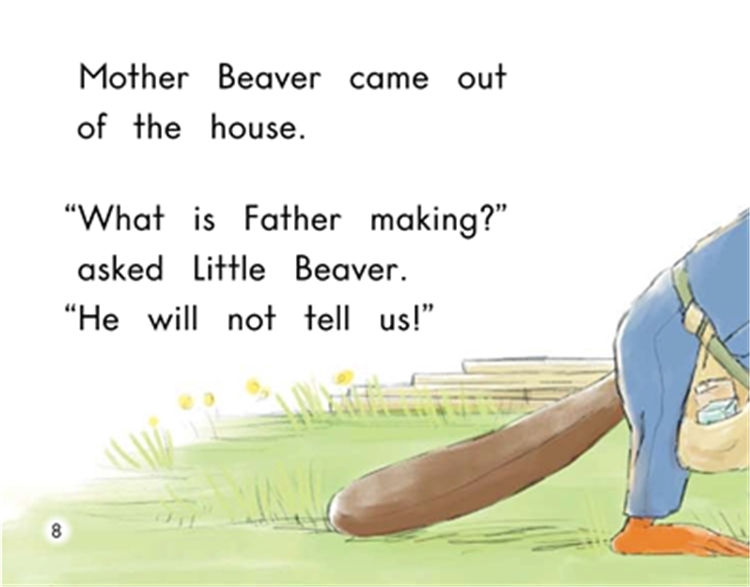 Mother Beaver came out
of the house.
“What is Father making?”
asked Little Beaver.
“He will not tell us!”
8